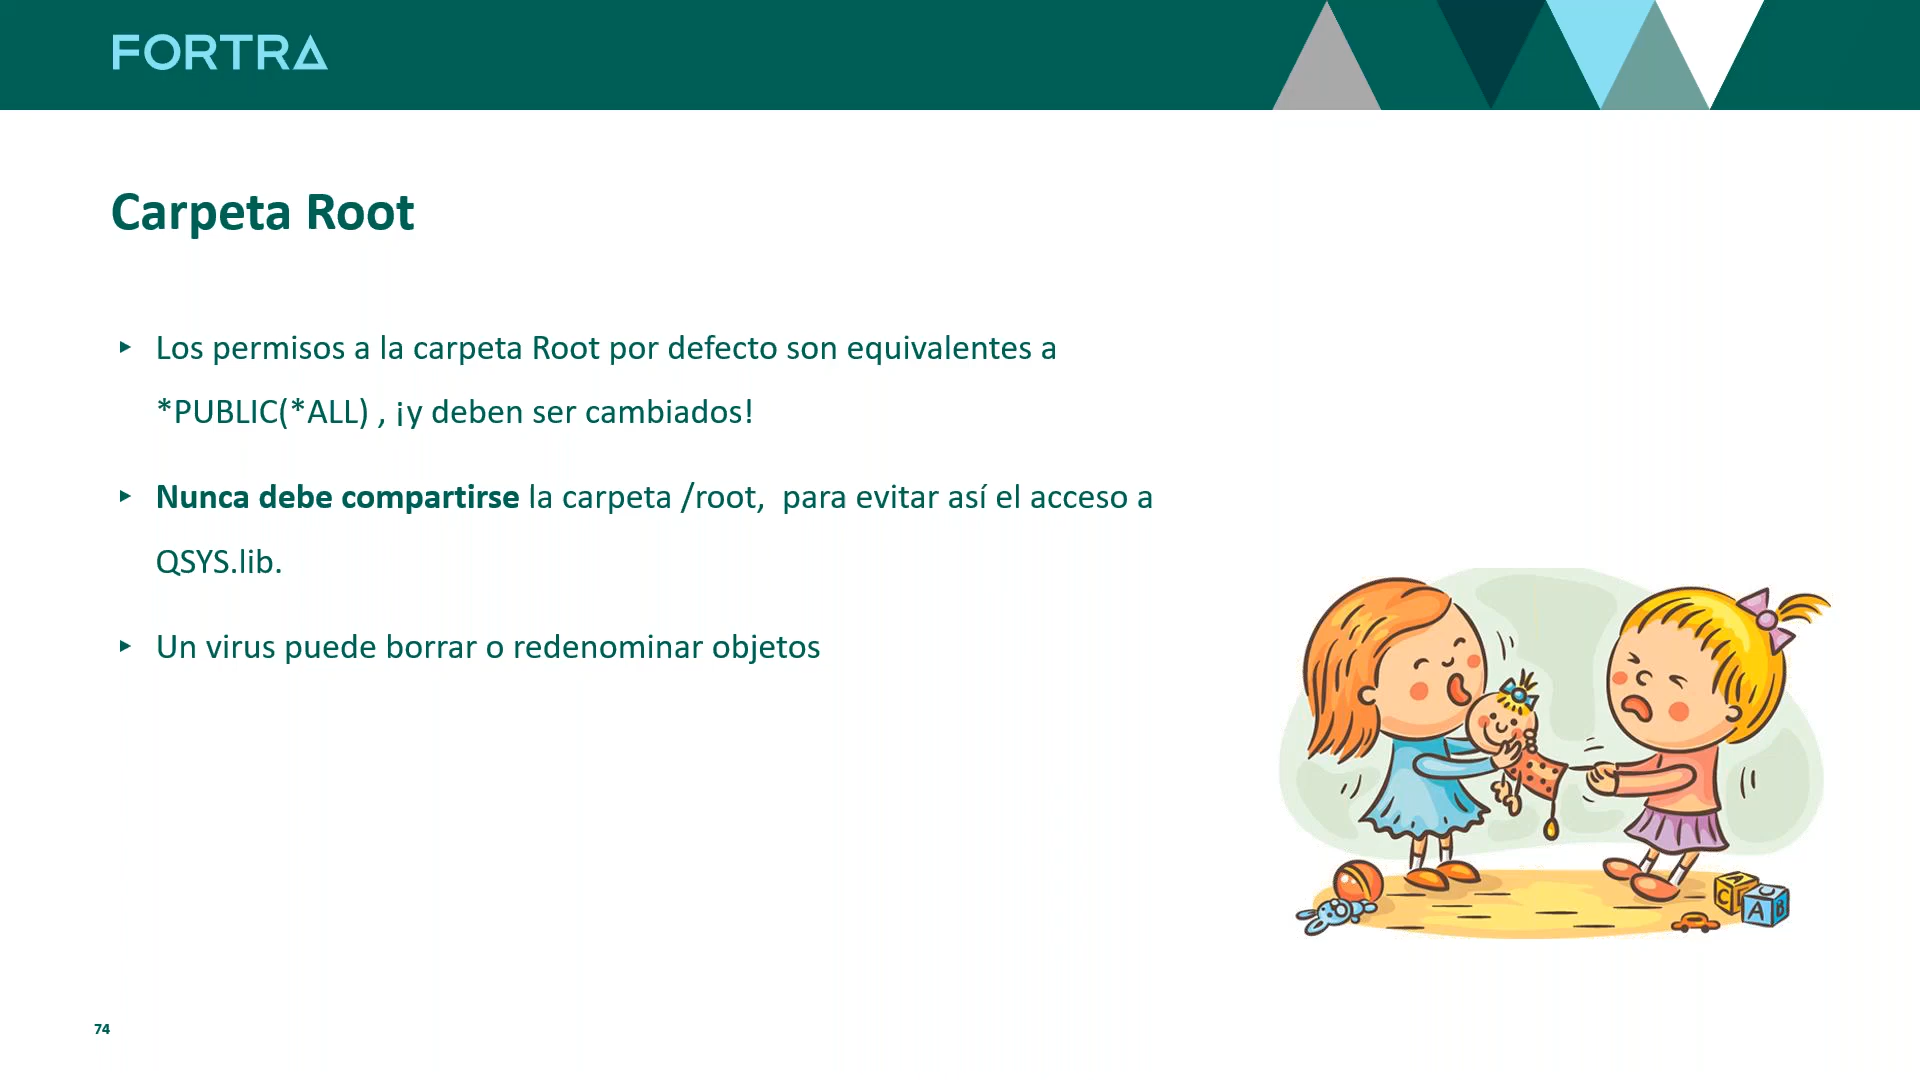 FORTRA
Carpeta Root
▸ Los permisos a la carpeta Root por defecto son equivalentes a
*PUBLIC(*ALL) , ¡y deben ser cambiados!
▸ Nunca debe compartirse la carpeta /root,  para evitar así el acceso a
QSYS.lib.
▸ Un virus puede borrar o redenominar objetos
C A
A B
74